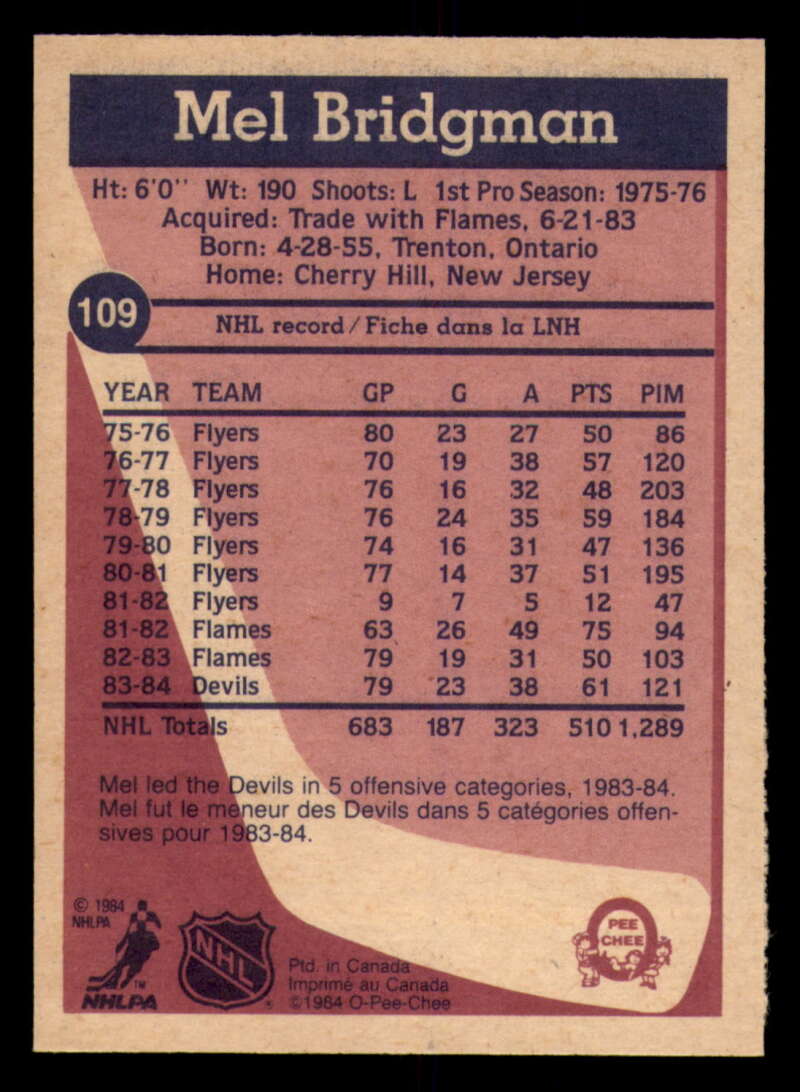 Mel Bridgman
Ht: 6'0" Wt: 190 Shoots: L 1st Pro Season: 1975-76
Acquired: Trade with Flames, 6-21-83
Born: 4-28-55, Trenton, Ontario
Home: Cherry Hill, New Jersey
109
NHL record/Fiche dans la LNH
YEAR TEAM GP G A PTS PIM
75-76 Flyers 80 23 27 50 86
76-77 Flyers 70 19 38 57 120
77-78 Flyers 76 16 32 48 203
78-79 Flyers 76 24 35 59 184
79-80 Flyers 74 16 31 47 136
80-81 Flyers 77 14 37 51 195
81-82 Flyers 9 7 5 12 47
81-82 Flames 63 26 49 75 94
82-83 Flames 79 19 31 50 103
83-84 Devils 79 23 38 61 121
NHL Totals 683 187 323 510 1,289
Mel led the Devils in 5 offensive categories, 1983-84.
Mel fut le meneur des Devils dans 5 catégories offen-
sives pour 1983-84.
© 1984
NHLPA
TM
NHLPA
NHL
®
Ptd. in Canada
Imprimé au Canada
©1984 O-Pee-Chee
PEE
CHEE